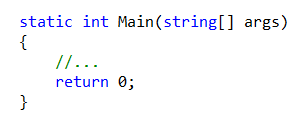 static int Main(string[] args)
{
    //...
    return 0;
}